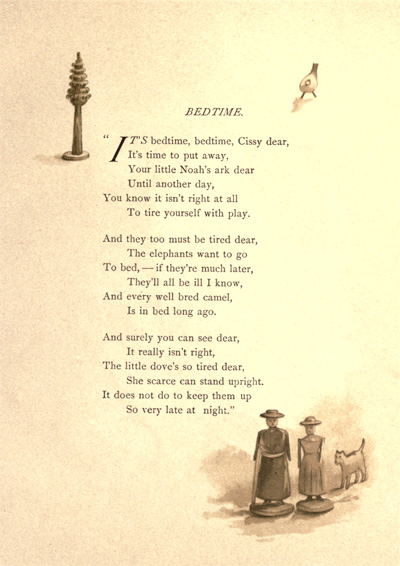 BEDTIME.
"IT'S bedtime, bedtime, Cissy dear,
It's time to put away,
Your little Noah's ark dear
Until another day,
You know it isn't right at all
To tire yourself with play.
And they too must be tired dear,
The elephants want to go
To bed,—if they're much later,
They'll all be ill I know,
And every well bred camel,
Is in bed long ago.
And surely you can see dear,
It really isn't right,
The little dove's so tired dear,
She scarce can stand upright.
It does not do to keep them up
So very late at night."